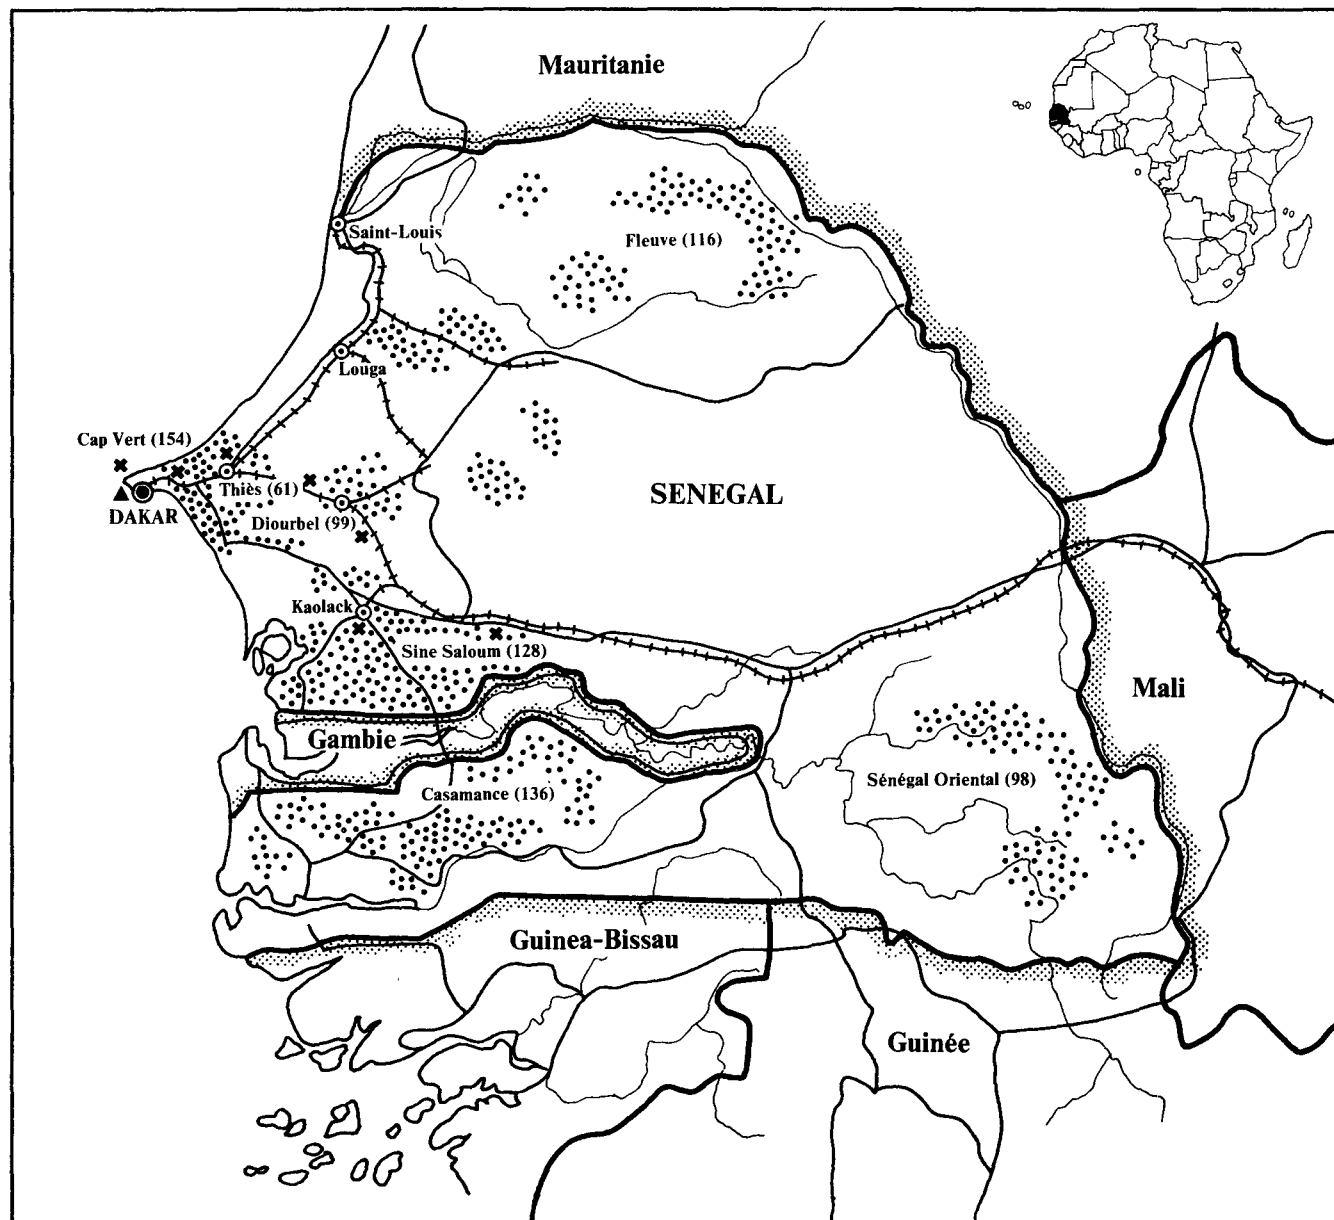 Mauritanie
Saint-Louis
Fleuve (116)
Louga
Cap Vert (154)
Thiès (61)
SENEGAL
DAKAR
Diourbel (99)
Kaolack
Sine Saloum (128)
Mali
Gambie
Sénégal Oriental (98)
Casamance (136)
Guinea-Bissau
Guinée